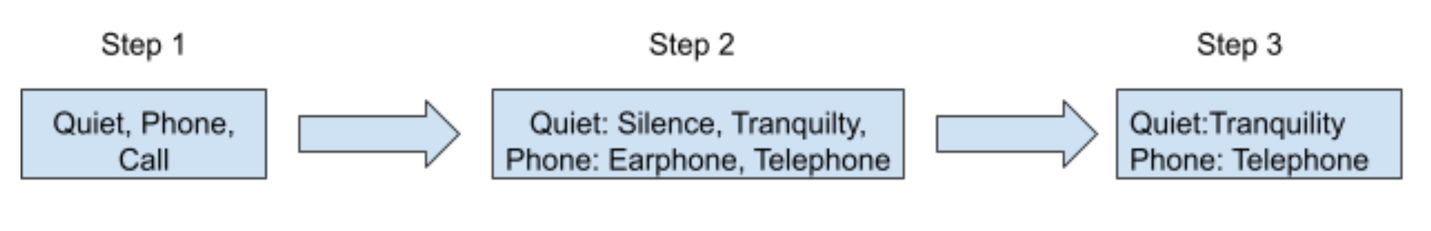 Step 1
Step 2
Step 3
Quiet, Phone,
Call
Quiet: Silence, Tranquilty,
Phone: Earphone, Telephone
Quiet:Tranquility
Phone: Telephone